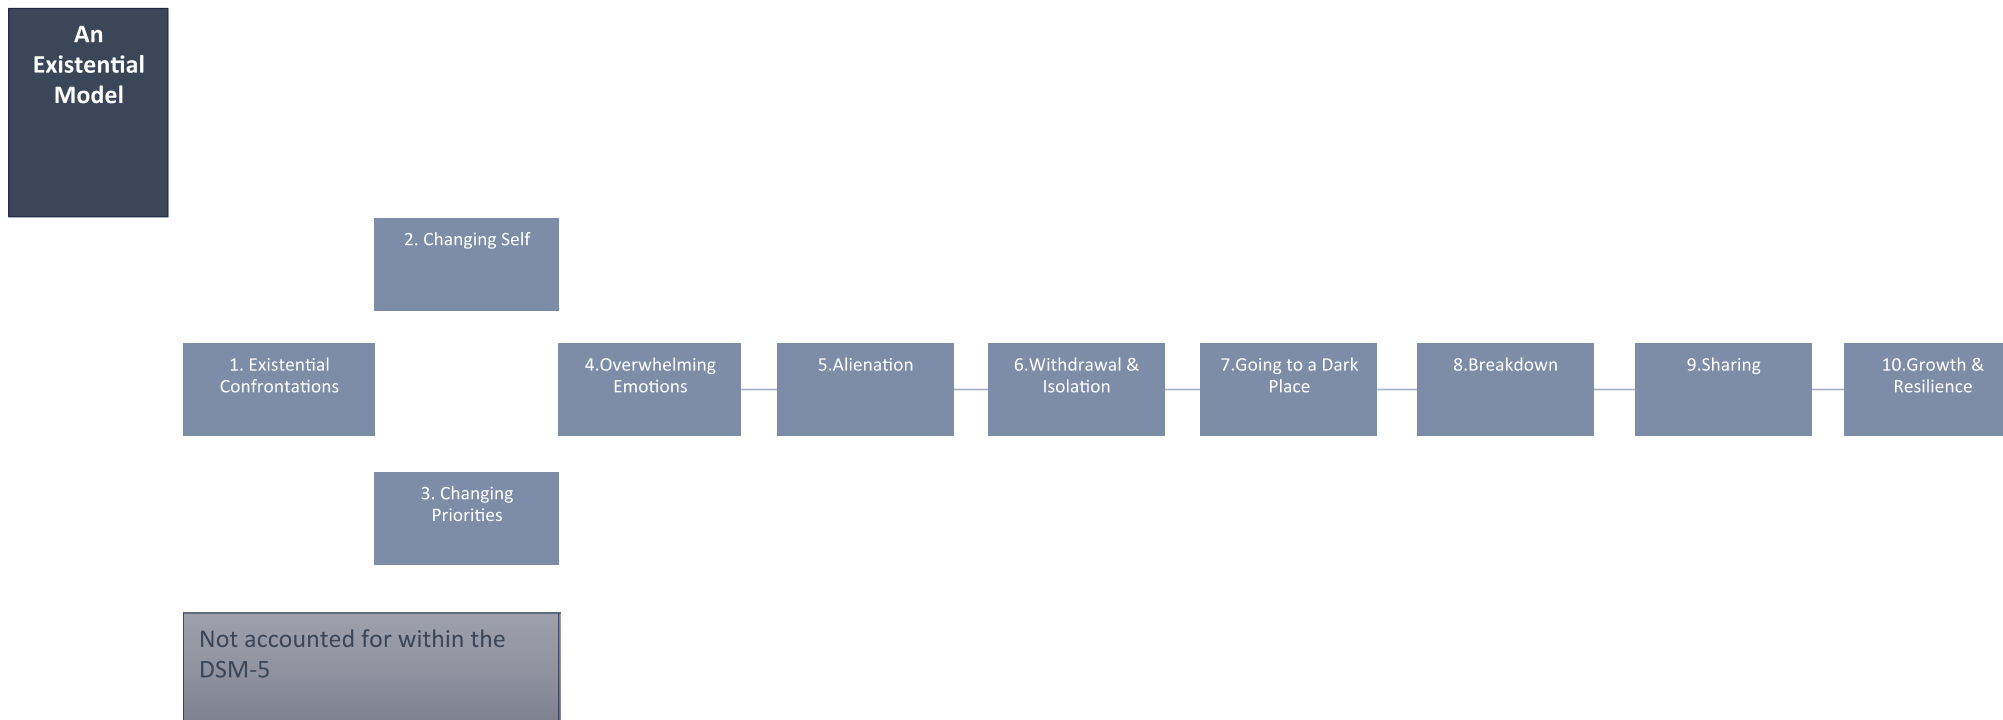 An
Existential
Model
2. Changing Self
1. Existential
Confrontations
4.Overwhelming
Emotions
5.Alienation
6.Withdrawal &
Isolation
7.Going to a Dark
Place
8.Breakdown
9.Sharing
10.Growth &
Resilience
3. Changing
Priorities
Not accounted for within the
DSM-5